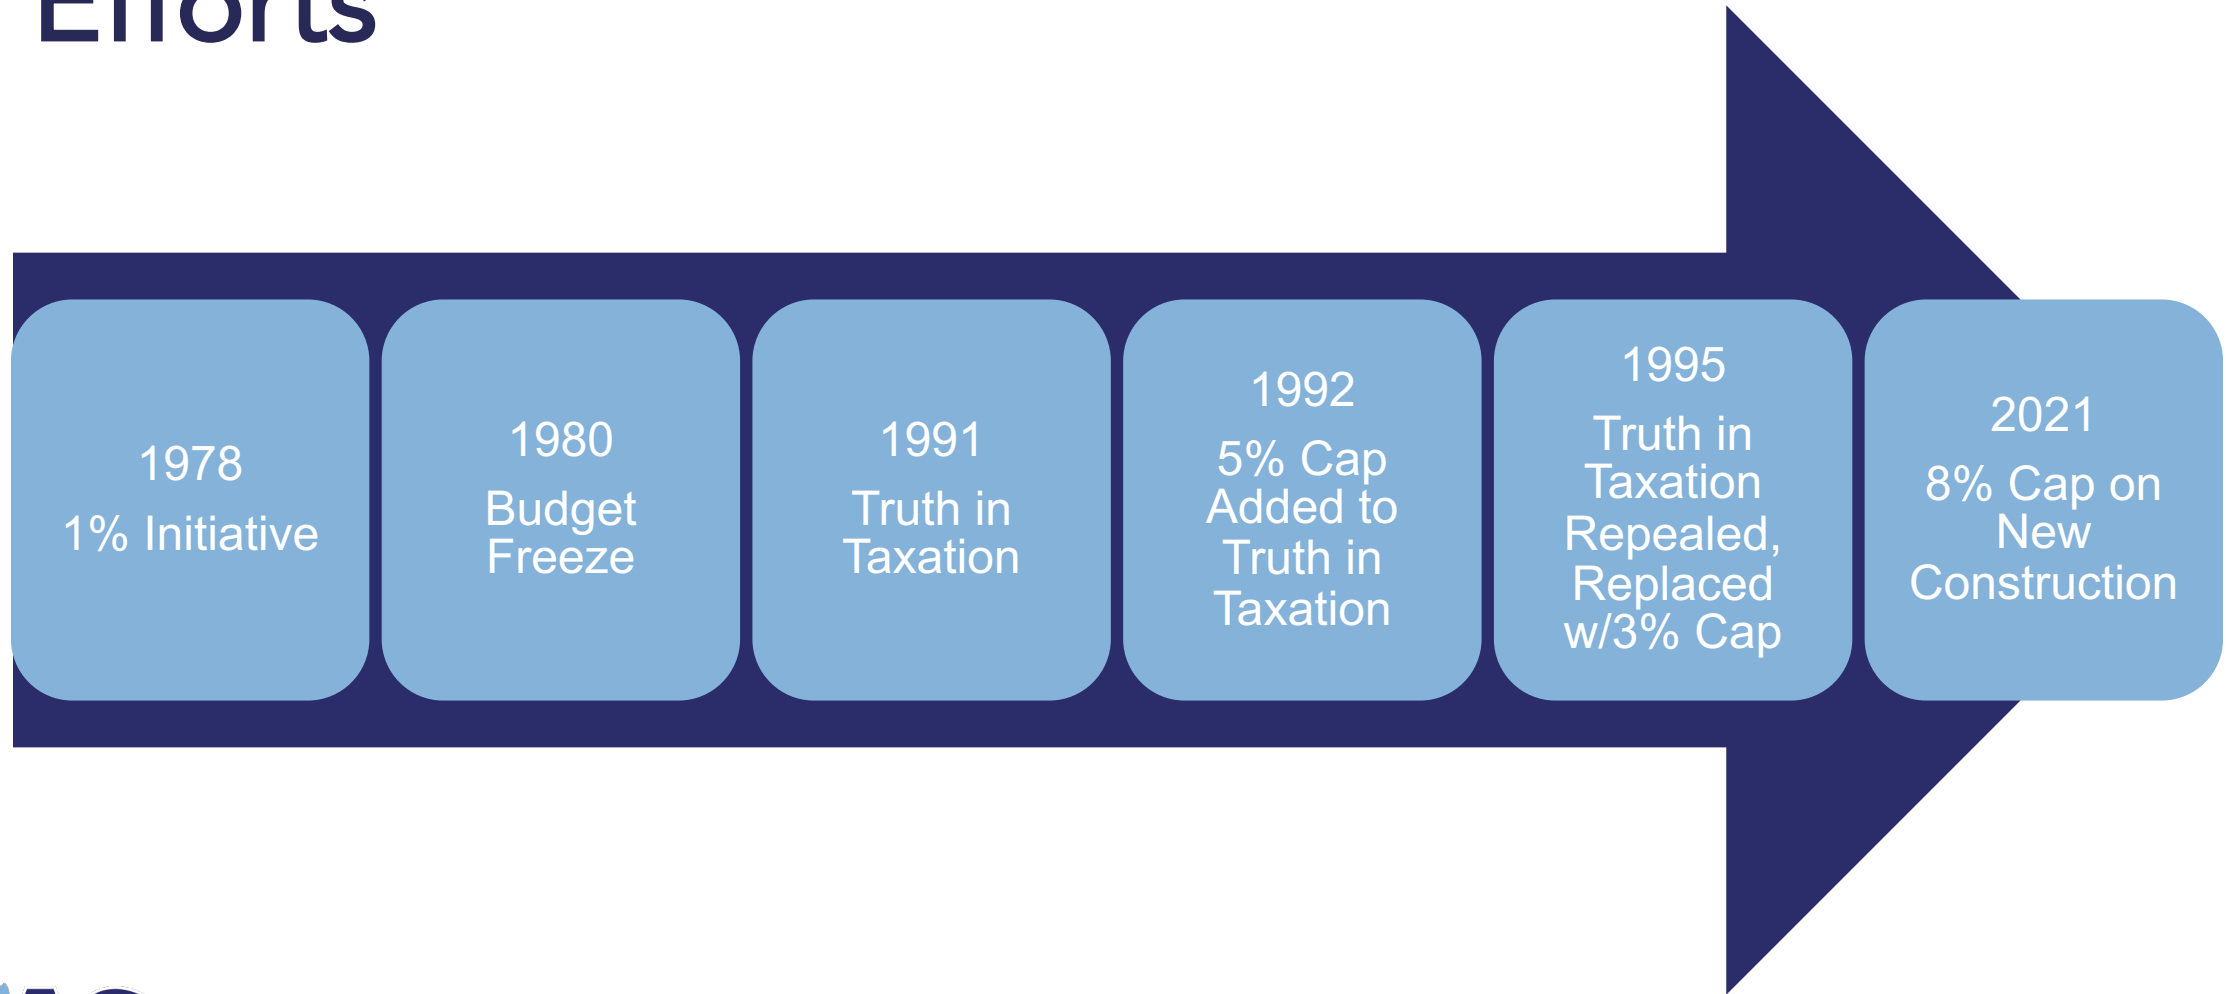 Efforts
1978
1% Initiative
1980
Budget
Freeze
1991
Truth in
Taxation
1992
5% Cap
Added to
Truth in
Taxation
1995
Truth in
Taxation
Repealed,
Replaced
w/3% Cap
2021
8% Cap on
New
Construction